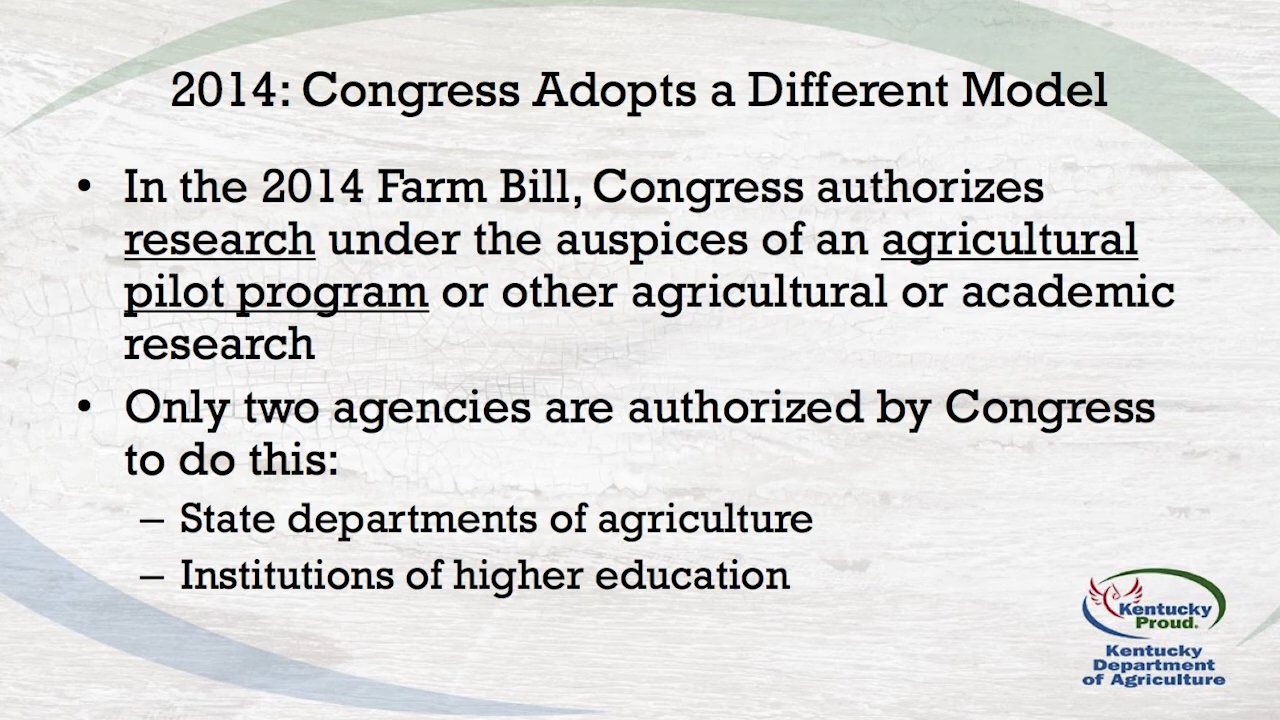 2014: Congress Adopts a Different Model
• In the 2014 Farm Bill, Congress authorizes
research under the auspices of an agricultural
pilot program or other agricultural or academic
research
• Only two agencies are authorized by Congress
to do this:
– State departments of agriculture
– Institutions of higher education
Kentucky
Proud.
Kentucky
Department
of Agriculture